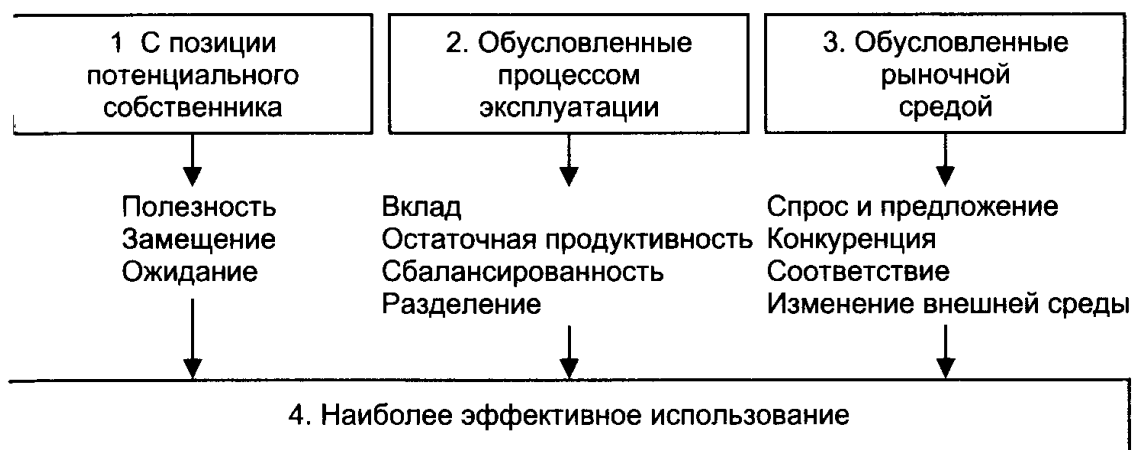 1 С позиции
потенциального
собственника
2. Обусловленные
процессом
эксплуатации
3. Обусловленные
рыночной
средой
Полезность
Замещение
Ожидание
Вклад
Остаточная продуктивность
Сбалансированность
Разделение
Спрос и предложение
Конкуренция
Соответствие
Изменение внешней среды
4. Наиболее эффективное использование